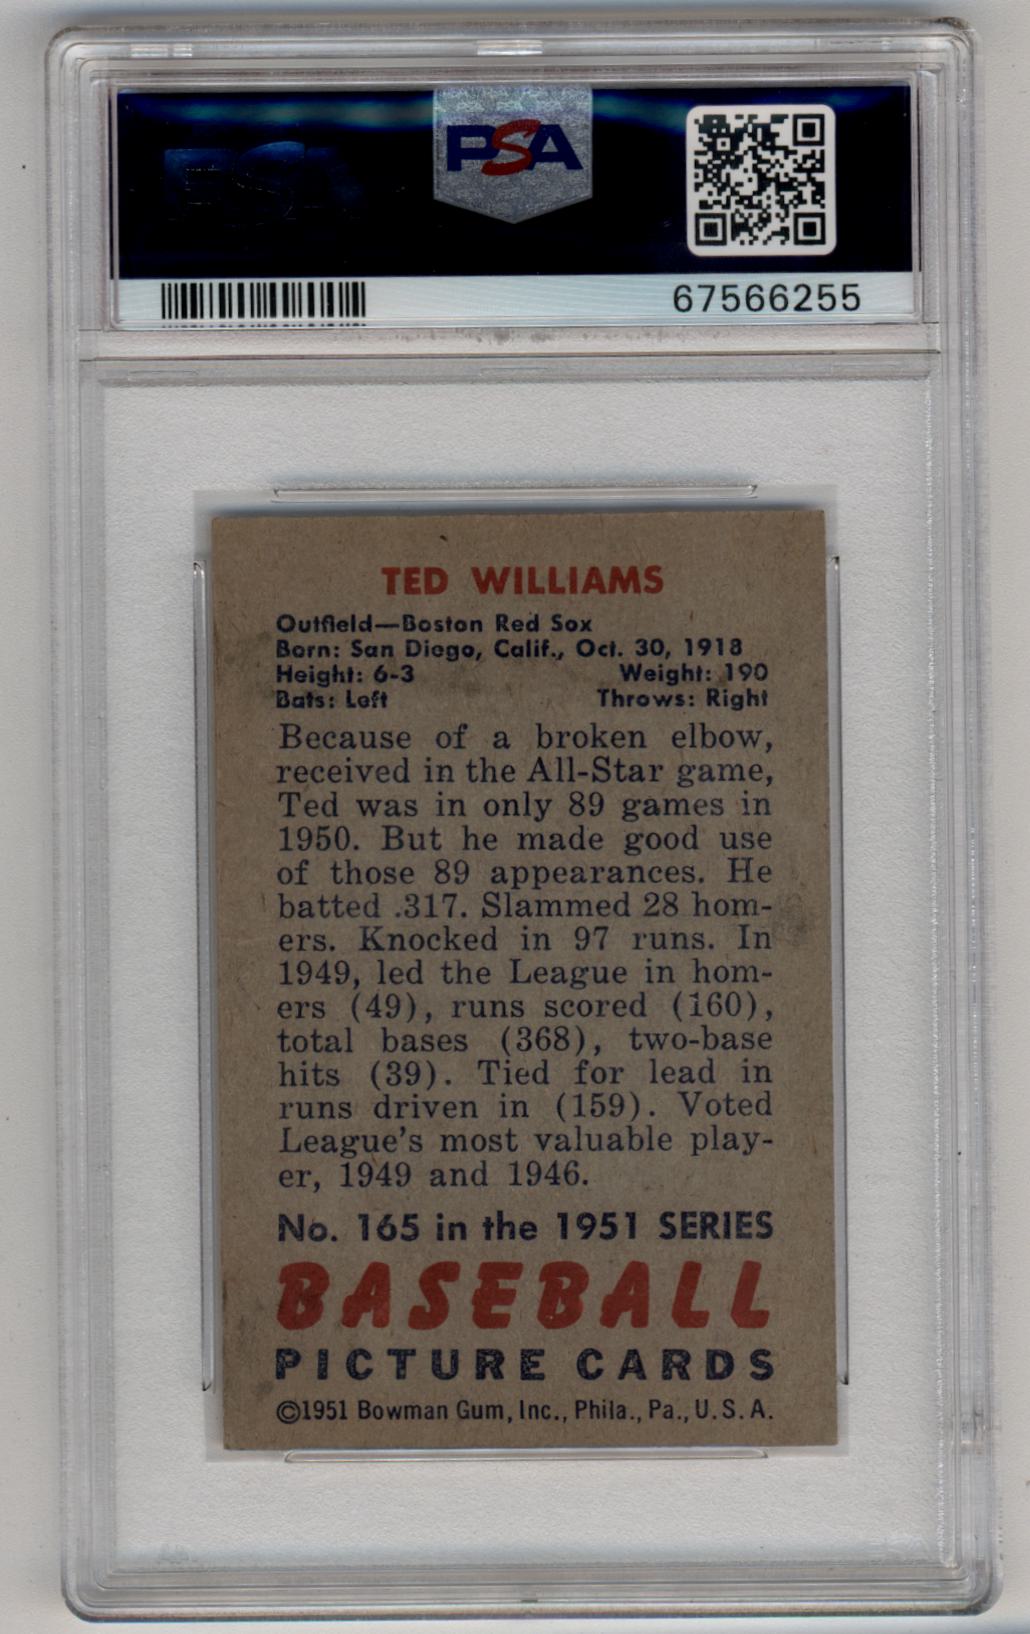 PSA
PSA
67566255
TED WILLIAMS
Outfield—Boston Red Sox
Born: San Diego, Calif., Oct. 30, 1918
Height: 6-3 Weight: 190
Bats: Left Throws: Right
Because of a broken elbow,
received in the All-Star game,
Ted was in only 89 games in
1950. But he made good use
of those 89 appearances. He
batted .317. Slammed 28 hom-
ers. Knocked in 97 runs. In
1949, led the League in hom-
ers (49), runs scored (160),
total bases (368), two-base
hits (39). Tied for lead in
runs driven in (159). Voted
League's most valuable play-
er, 1949 and 1946.
No. 165 in the 1951 SERIES
BASEBALL
PICTURE CARDS
©1951 Bowman Gum, Inc., Phila., Pa., U.S.A.